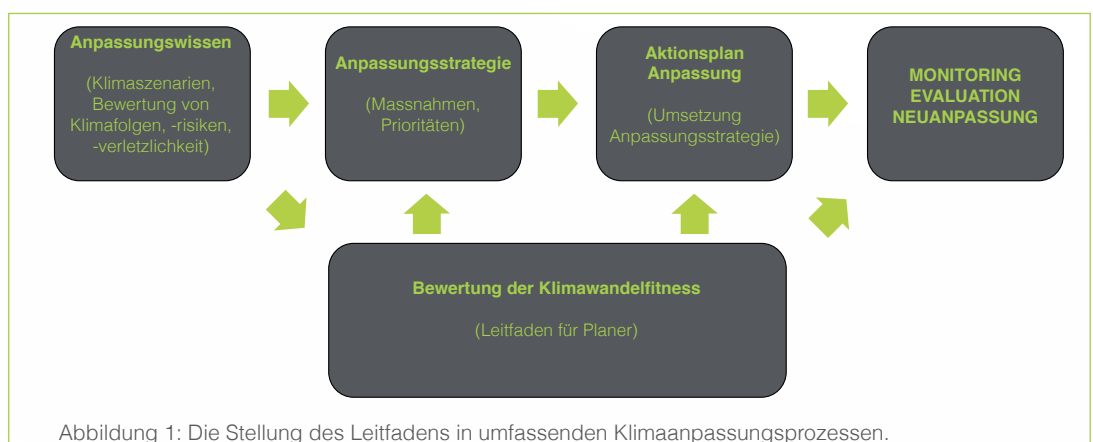 Anpassungswissen
(Klimaszenarien,
Bewertung von
Klimafolgen, -risiken,
-verletzlichkeit)
Anpassungsstrategie
(Massnahmen,
Prioritäten)
Aktionsplan
Anpassung
(Umsetzung
Anpassungsstrategie)
MONITORING
EVALUATION
NEUANPASSUNG
Bewertung der Klimawandelfitness
(Leitfaden für Planer)
Abbildung 1: Die Stellung des Leitfadens in umfassenden Klimaanpassungsprozessen.